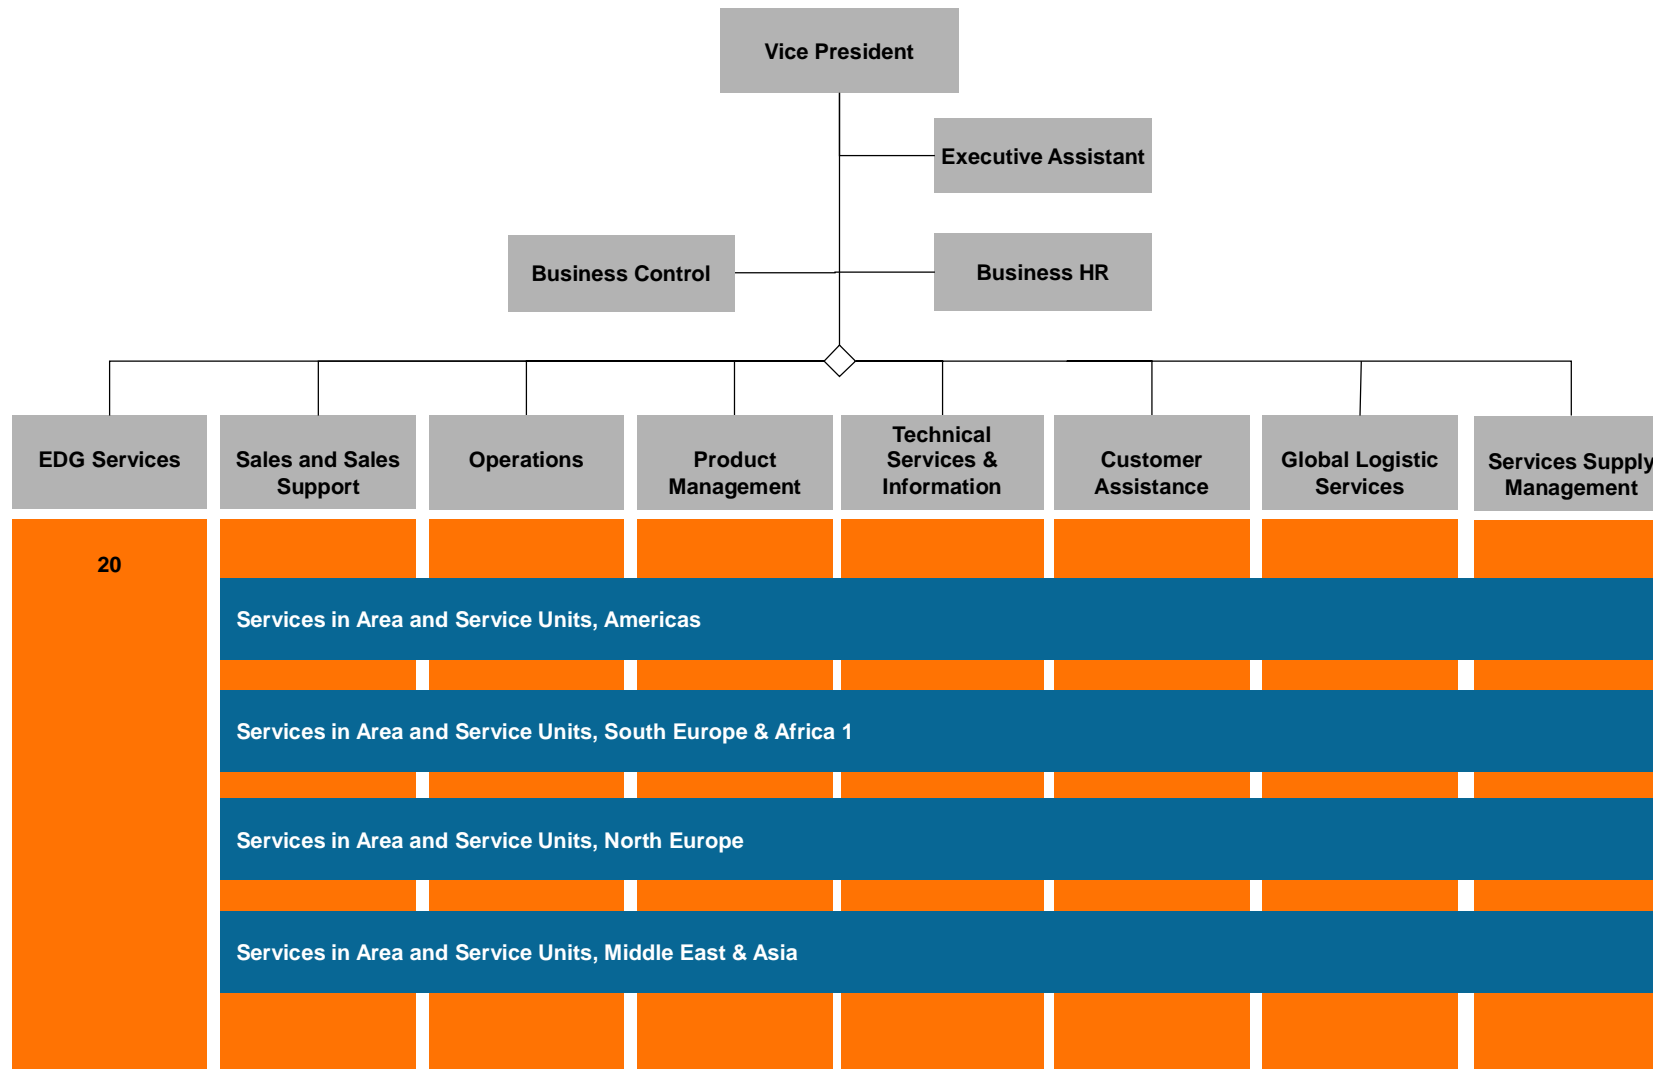 Vice President
Executive Assistant
Business Control
Business HR
EDG Services
Sales and Sales
Support
Operations
Product
Management
Technical
Services &
Information
Customer
Assistance
Global Logistic
Services
Services Supply
Management
20
Services in Area and Service Units, Americas
Services in Area and Service Units, South Europe & Africa 1
Services in Area and Service Units, North Europe
Services in Area and Service Units, Middle East & Asia